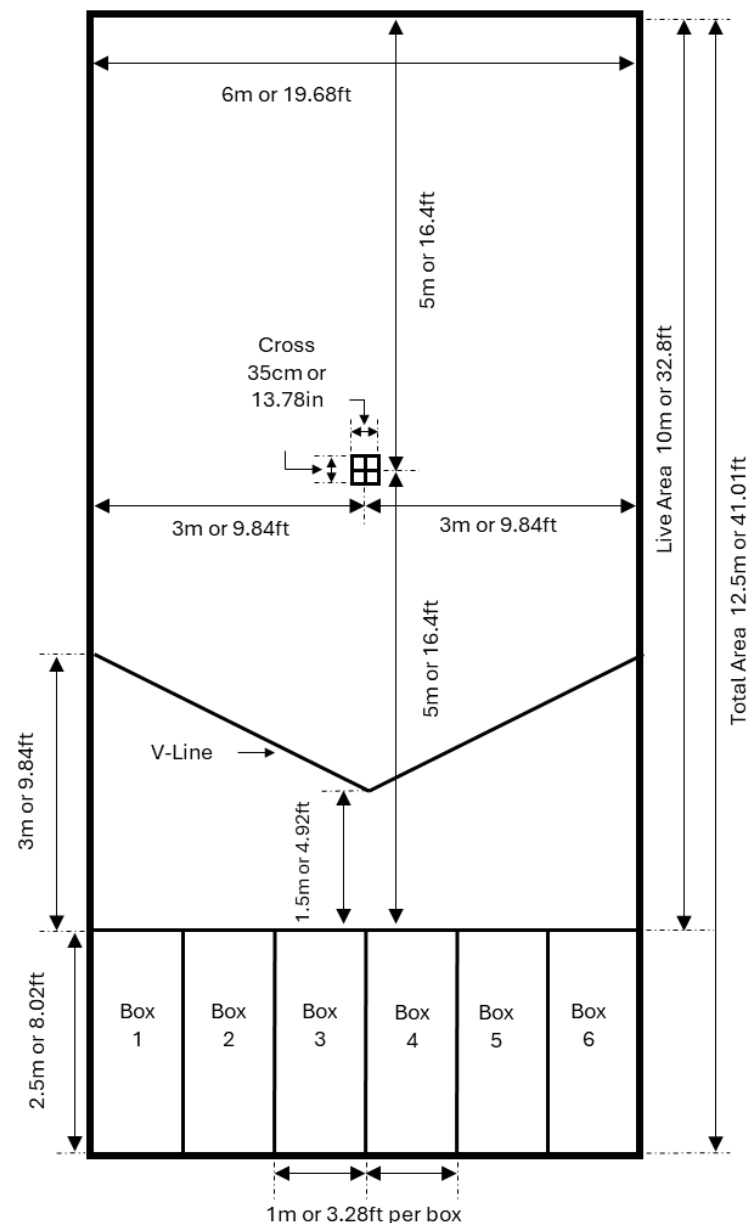 6m or 19.68ft
5m or 16.4ft
Cross
35cm or
13.78in
Live Area 10m or 32.8ft
Total Area 12.5m or 41.01ft
3m or 9.84ft
3m or 9.84ft
5m or 16.4ft
V-Line
3m or 9.84ft
1.5m or 4.92ft
2.5m or 8.02ft
Box
1
Box
2
Box
3
Box
4
Box
5
Box
6
1m or 3.28ft per box